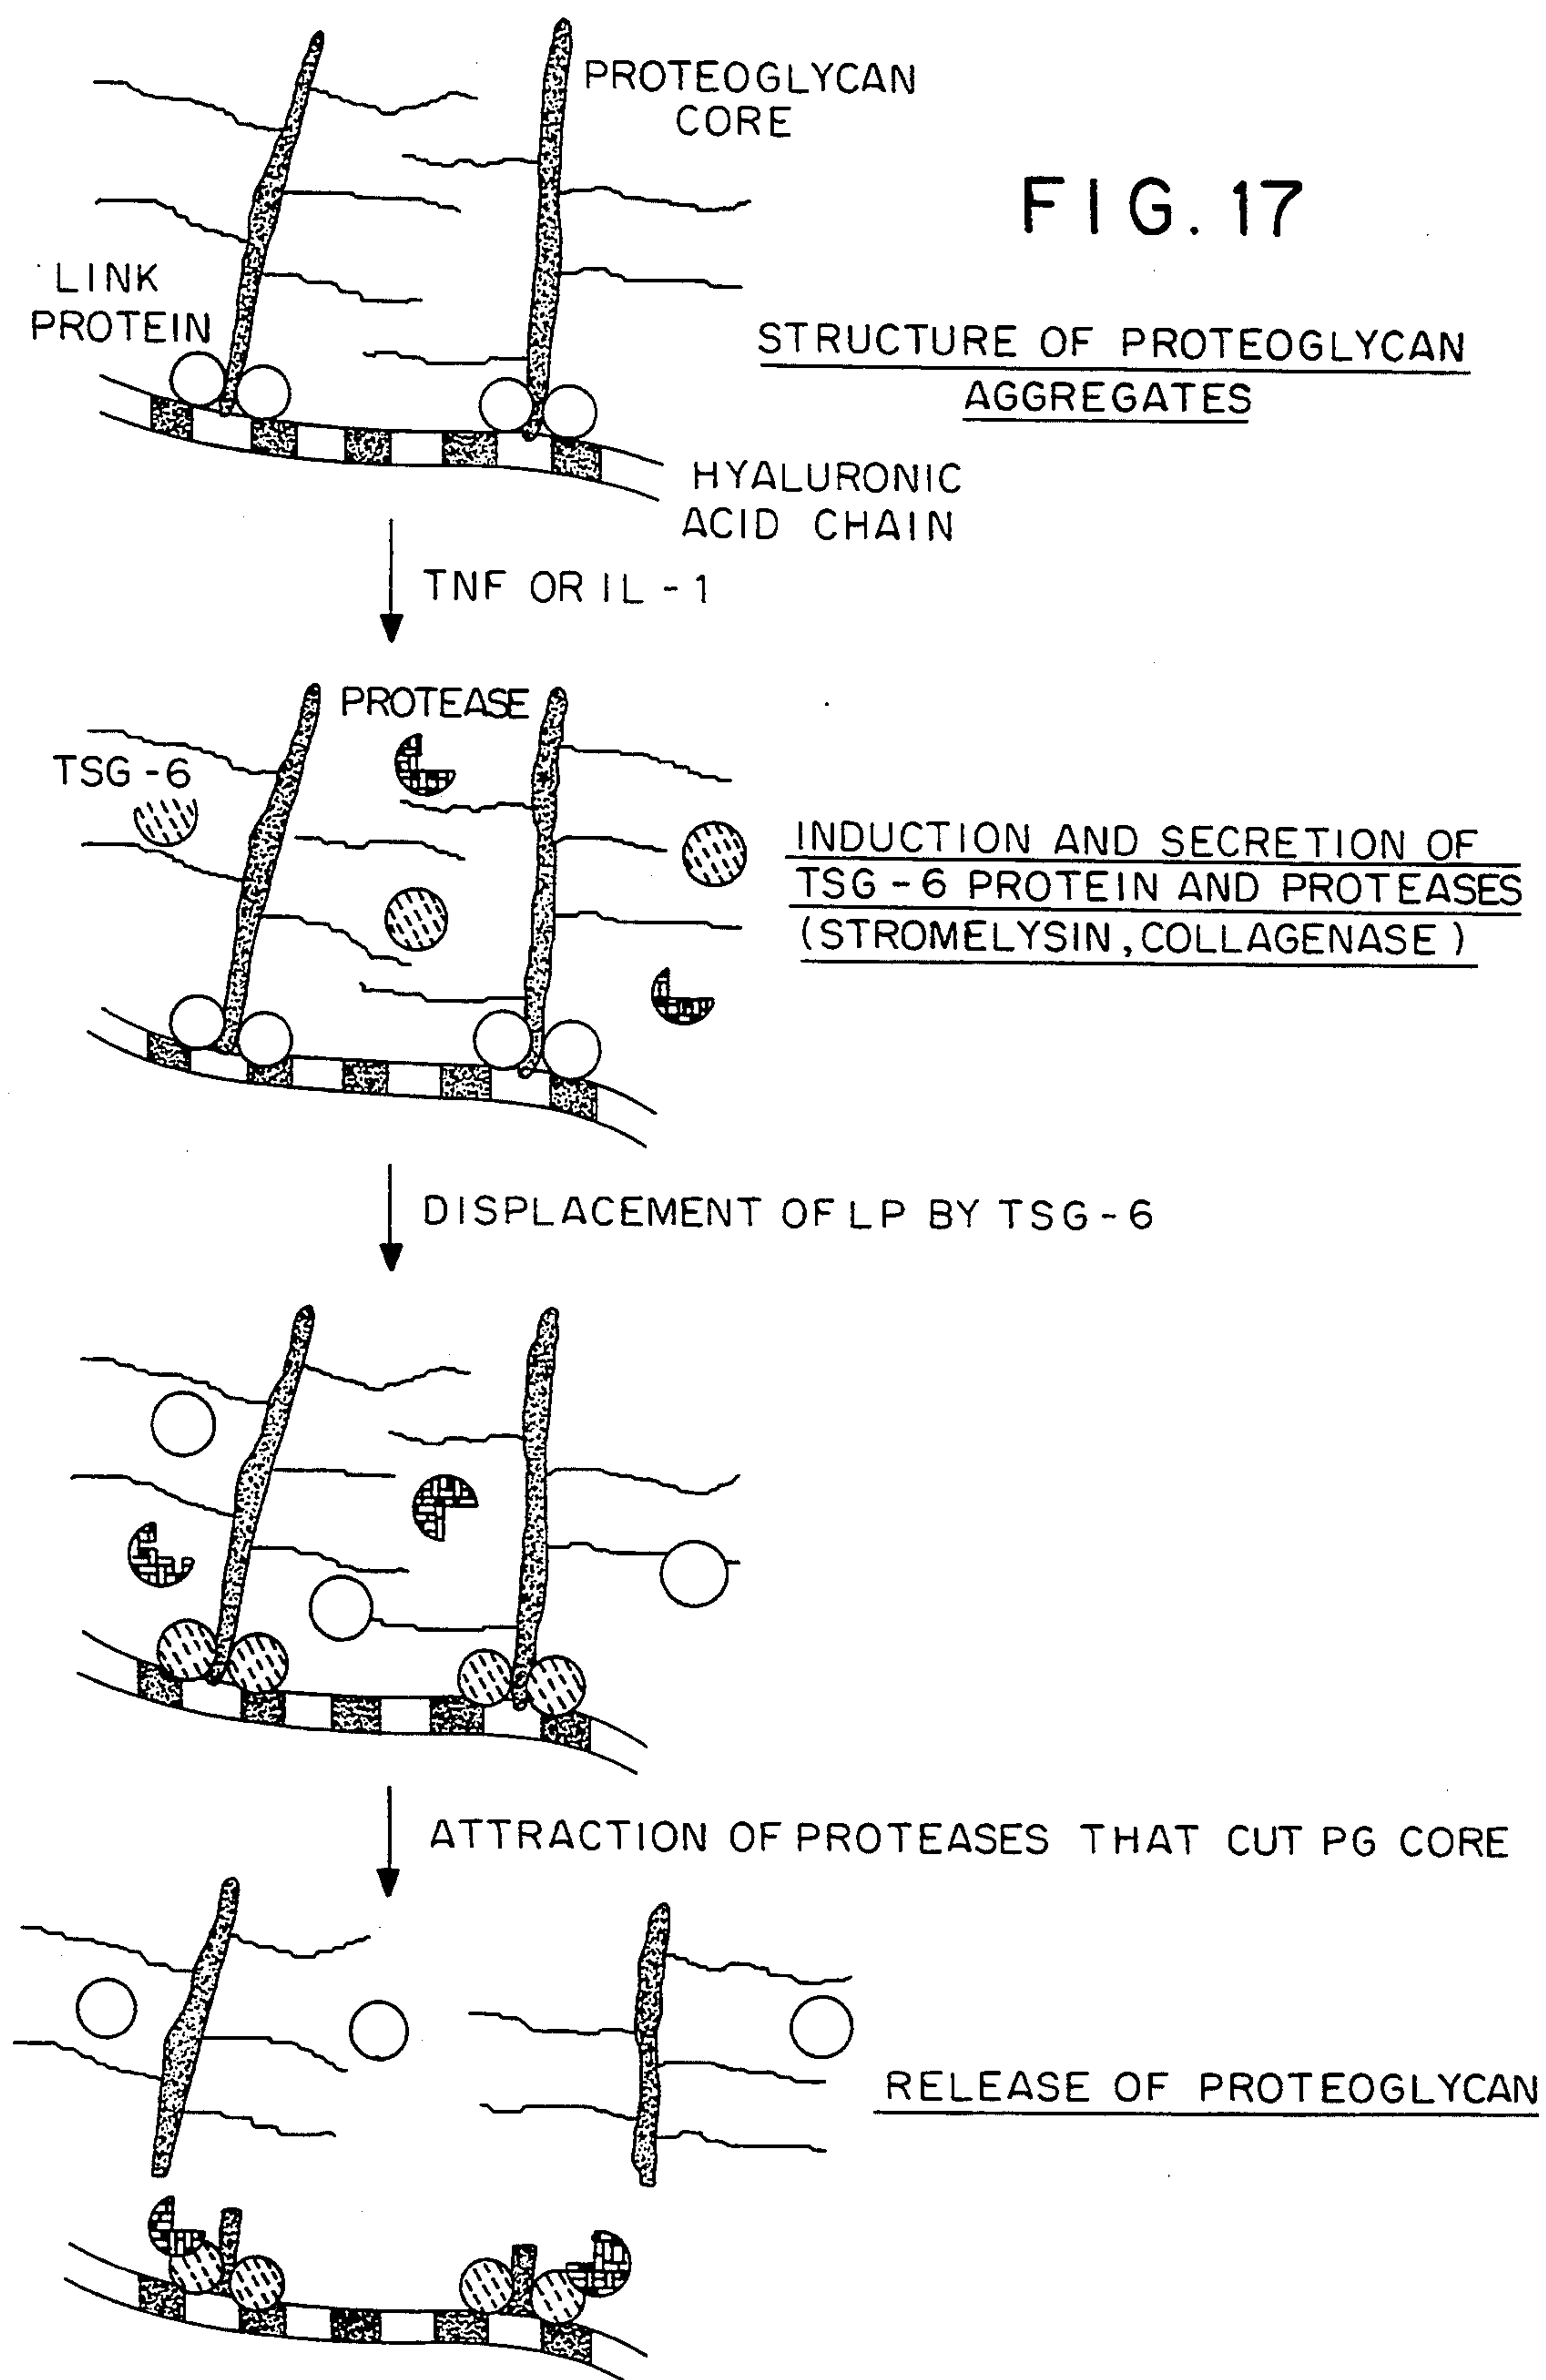 PROTEOGLYCAN
CORE
FIG. 17
LINK
PROTEIN
STRUCTURE OF PROTEOGLYCAN
AGGREGATES
HYALURONIC
ACID CHAIN
TNF OR IL-1
PROTEASE
TSG-6
INDUCTION AND SECRETION OF
TSG-6 PROTEIN AND PROTEASES
(STROMELYSIN, COLLAGENASE)
DISPLACEMENT OF LP BY TSG-6
ATTRACTION OF PROTEASES THAT CUT PG CORE
RELEASE OF PROTEOGLYCAN